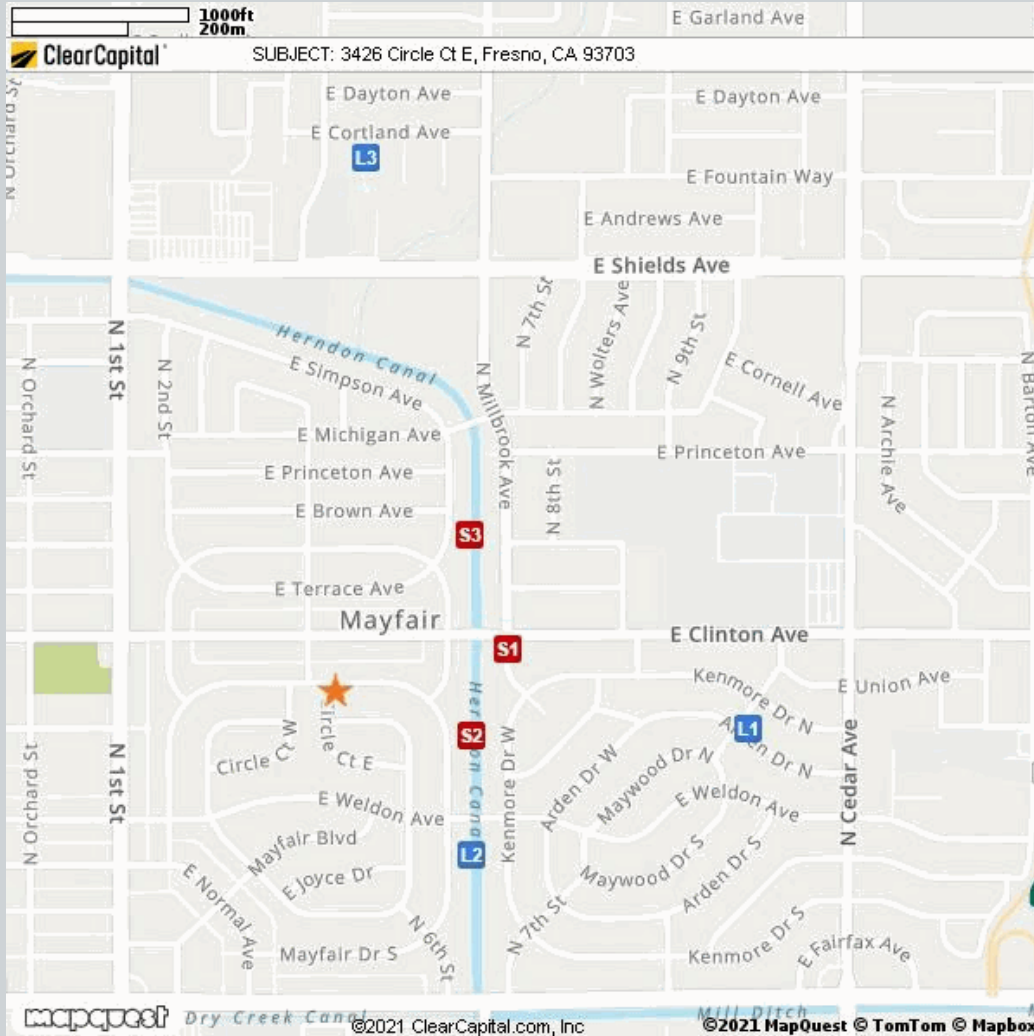 1000ft
200m
E Garland Ave
ClearCapital
SUBJECT: 3426 Circle Ct E, Fresno, CA 93703
E Dayton Ave
E Dayton Ave
N Orchard St
E Cortland Ave
L3
E Fountain Way
E Andrews Ave
E Shields Ave
N 7th St
N Wolters Ave
N 9th St
Herndon Canal
N 1st St
E Simpson Ave
N Orchard St
N 2nd St
N Millbrook Ave
E Cornell Ave
N Barton Ave
N Archie Ave
E Michigan Ave
E Princeton Ave
E Princeton Ave
N 8th St
E Brown Ave
S3
E Terrace Ave
Mayfair
E Clinton Ave
S1
Kenmore Dr N
E Union Ave
Circle Ct E
W Ct
Circle
S2
L1
Arden Dr N
Kenmore Dr W
Arden Dr W
Maywood Dr N
N 1st St
N Orchard St
N Cedar Ave
E Weldon Ave
E Weldon Ave
Mayfair Blvd
L2
Maywood Dr S
Arden Dr S
E Joyce Dr
E Normal Ave
N 7th St
N 6th St
Mayfair Dr S
Kenmore Dr S
E Fairfax Ave
mapquest
Dry Creek Canal
Mill Ditch
©2021 ClearCapital.com, Inc
©2021 MapQuest © TomTom © Mapbox